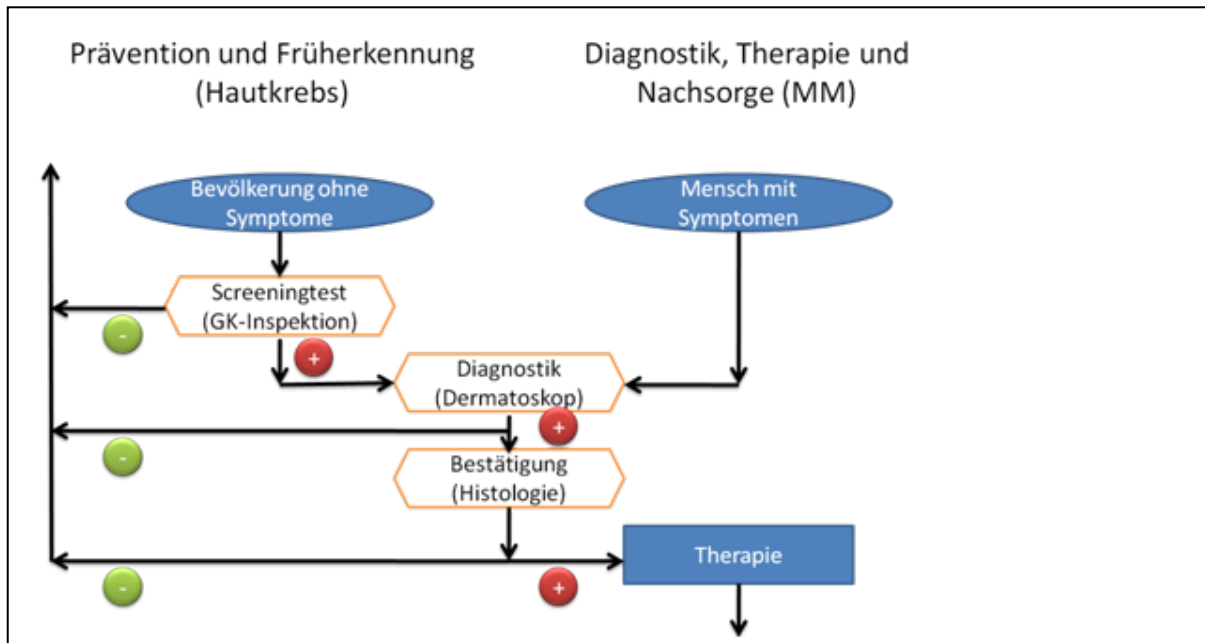 Prävention und Früherkennung
(Hautkrebs)
Diagnostik, Therapie und
Nachsorge (MM)
Bevölkerung ohne
Symptome
Mensch mit
Symptomen
Screeningtest
(GK-Inspektion)
-
+
Diagnostik
(Dermatoskop)
+
-
Bestätigung
(Histologie)
Therapie
-
+